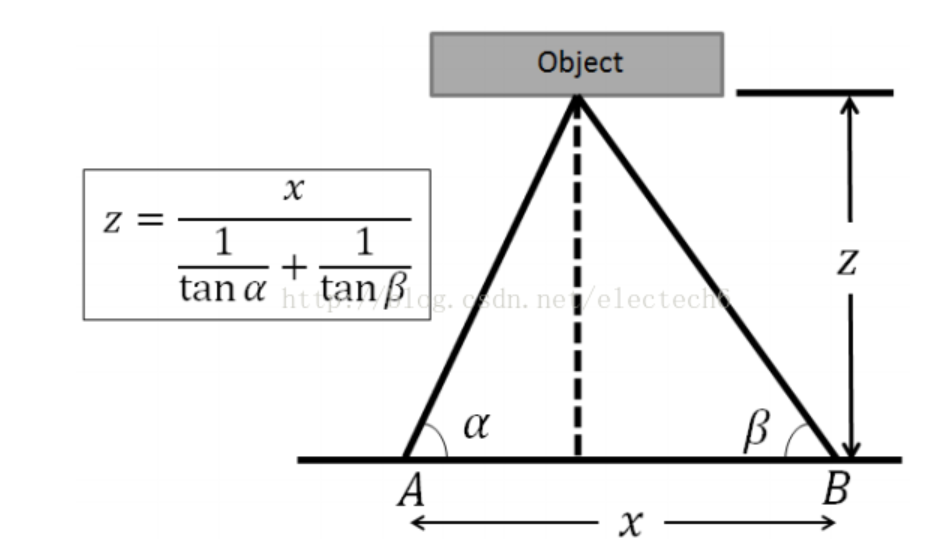 Object
z = x / (1/tan α + 1/tan β)
z
http://blog.csdn.net/electech6
α
β
A
B
x